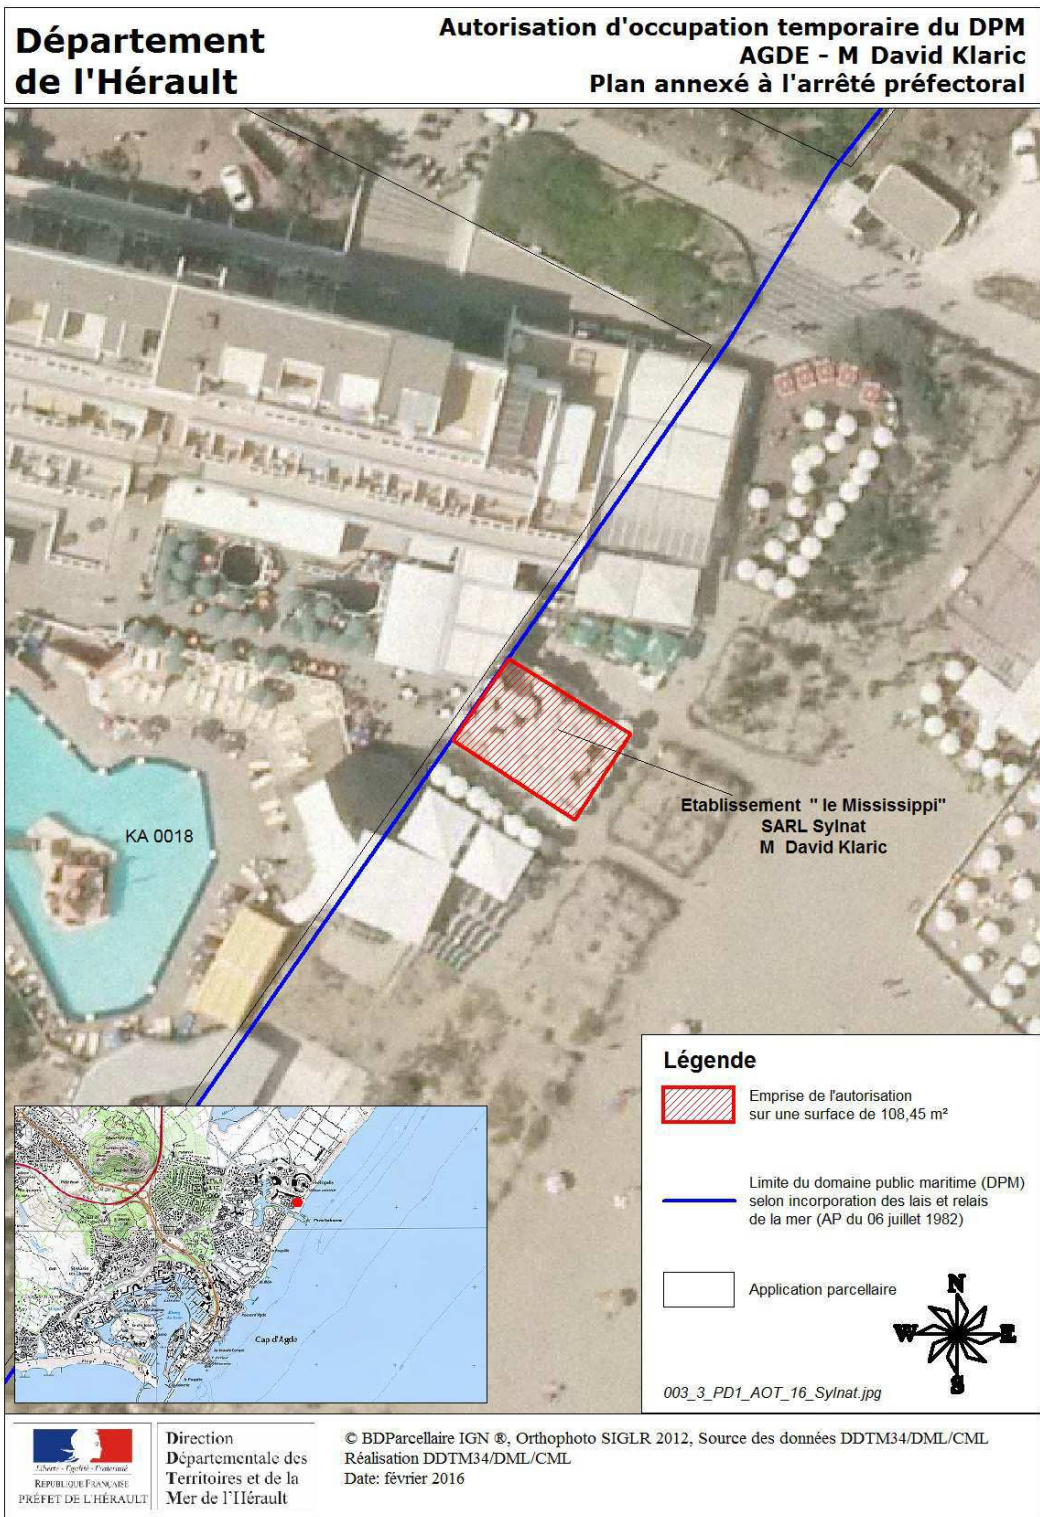 Département
de l'Hérault
Autorisation d'occupation temporaire du DPM
AGDE - M David Klaric
Plan annexé à l'arrêté préfectoral
KA 0018
Etablissement " le Mississippi"
SARL Sylnat
M David Klaric
Légende
Emprise de l'autorisation
sur une surface de 108,45 m²
Limite du domaine public maritime (DPM)
selon incorporation des lais et relais
de la mer (AP du 06 juillet 1982)
Application parcellaire
N
W E
S
003_3_PD1_AOT_16_Sylnat.jpg
Cap d'Agde
Liberté • Égalité • Fraternité
RÉPUBLIQUE FRANÇAISE
PRÉFET DE L'HÉRAULT
Direction
Départementale des
Territoires et de la
Mer de l'Hérault
© BDParcellaire IGN ®, Orthophoto SIGLR 2012, Source des données DDTM34/DML/CML
Réalisation DDTM34/DML/CML
Date: février 2016